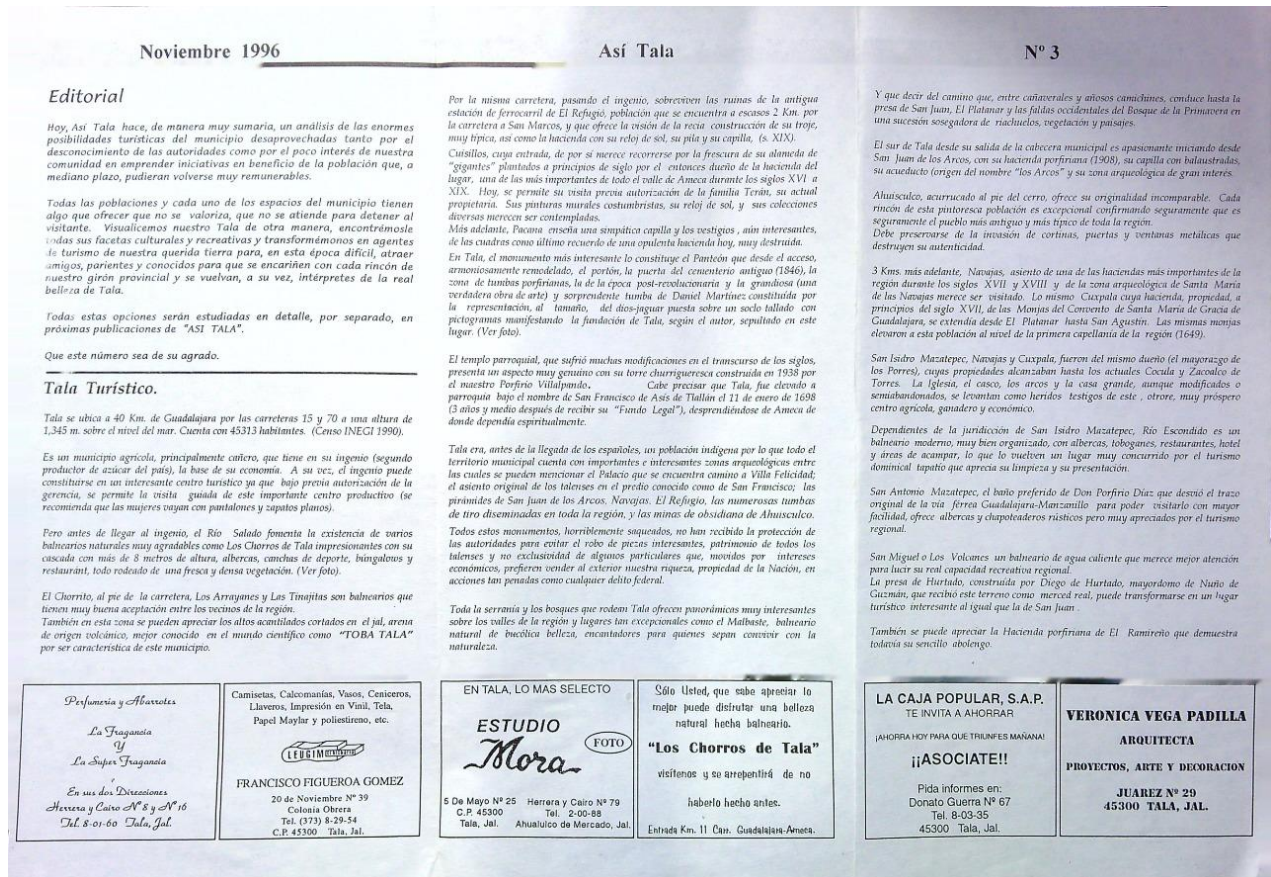 Noviembre 1996
Así Tala
Nº 3
Editorial
Hoy, Así Tala hace, de manera muy sumaria, un análisis de las enormes
posibilidades turísticas del municipio desaprovechadas tanto por el
desconocimiento de las autoridades como por el poco interés de nuestra
comunidad en emprender iniciativas en beneficio de la población que, a
mediano plazo, pudieran volverse muy remunerables.
Todas las poblaciones y cada uno de los espacios del municipio tienen
algo que ofrecer que no se valoriza, que no se atiende para detener al
visitante. Visualicemos nuestro Tala de otra manera, encontrémosle
todas sus facetas culturales y recreativas y transformémonos en agentes
de turismo de nuestra querida tierra para, en esta época difícil, atraer
amigos, parientes y conocidos para que se encariñen con cada rincón de
nuestro girón provincial y se vuelvan, a su vez, intérpretes de la real
belleza de Tala.
Todas estas opciones serán estudiadas en detalle, por separado, en
próximas publicaciones de "ASI TALA".
Que este número sea de su agrado.
Tala Turístico.
Tala se ubica a 40 Km. de Guadalajara por las carreteras 15 y 70 a una altura de
1,345 m. sobre el nivel del mar. Cuenta con 45313 habitantes. (Censo INEGI 1990).
Es un municipio agrícola, principalmente cañero, que tiene en su ingenio (segundo
productor de azúcar del país), la base de su economía. A su vez, el ingenio puede
constituirse en un interesante centro turístico ya que bajo previa autorización de la
gerencia, se permite la visita guiada de este importante centro productivo (se
recomienda que las mujeres vayan con pantalones y zapatos planos).
Pero antes de llegar al ingenio, el Río Salado fomenta la existencia de varios
balnearios naturales muy agradables como Los Chorros de Tala impresionantes con su
cascada con más de 8 metros de altura, albercas, canchas de deporte, búngalows y
restauránt, todo rodeado de una fresca y densa vegetación. (Ver foto).
El Chorrito, al pie de la carretera, Los Arrayanes y Las Tinajitas son balnearios que
tienen muy buena aceptación entre los vecinos de la región.
También en esta zona se pueden apreciar los altos acantilados cortados en el jal, arena
de origen volcánico, mejor conocido en el mundo científico como "TOBA TALA"
por ser característica de este municipio.
Por la misma carretera, pasando el ingenio, sobreviven las ruinas de la antigua
estación de ferrocarril de El Refugio, población que se encuentra a escasos 2 Km. por
la carretera a San Marcos, y que ofrece la visión de la recia construcción de su troje,
muy típica, así como la hacienda con su reloj de sol, su pila y su capilla, (s. XIX).
Cuisillos, cuya entrada, de por sí merece recorrerse por la frescura de su alameda de
"gigantes" plantados a principios de siglo por el entonces dueño de la hacienda del
lugar, una de las más importantes de todo el valle de Ameca durante los siglos XVI a
XIX. Hoy, se permite su visita previa autorización de la familia Terán, su actual
propietaria. Sus pinturas murales costumbristas, su reloj de sol, y sus colecciones
diversas merecen ser contempladas.
Más adelante, Pacana enseña una simpática capilla y los vestigios , aún interesantes,
de las cuadras como último recuerdo de una opulenta hacienda hoy, muy destruída.
En Tala, el monumento más interesante lo constituye el Panteón que desde el acceso,
armoniosamente remodelado, el portón, la puerta del cementerio antiguo (1846), la
zona de tumbas porfirianas, la de la época post-revolucionaria y la grandiosa (una
verdadera obra de arte) y sorprendente tumba de Daniel Martínez constituída por
la representación, al tamaño, del dios-jaguar puesta sobre un soclo tallado con
pictogramas manifestando la fundación de Tala, según el autor, sepultado en este
lugar. (Ver foto).
El templo parroquial, que sufrió muchas modificaciones en el transcurso de los siglos,
presenta un aspecto muy genuino con su torre churrigueresca construida en 1938 por
el maestro Porfirio Villalpando. Cabe precisar que Tala, fue elevado a
parroquia bajo el nombre de San Francisco de Asís de Tlallán el 11 de enero de 1698
(3 años y medio después de recibir su "Fundo Legal"), desprendiéndose de Ameca de
donde dependía espiritualmente.
Tala era, antes de la llegada de los españoles, un población indígena por lo que todo el
territorio municipal cuenta con importantes e interesantes zonas arqueológicas entre
las cuales se pueden mencionar el Palacio que se encuentra camino a Villa Felicidad;
el asiento original de los talenses en el predio conocido como de San Francisco; las
pirámides de San Juan de los Arcos, Navajas, El Refugio, las numerosas tumbas
de tiro diseminadas en toda la región, y las minas de obsidiana de Ahuisculco.
Todos estos monumentos, horriblemente saqueados, no han recibido la protección de
las autoridades para evitar el robo de piezas interesantes, patrimonio de todos los
talenses y no exclusividad de algunos particulares que, movidos por intereses
económicos, prefieren vender al exterior nuestra riqueza, propiedad de la Nación, en
acciones tan penadas como cualquier delito federal.
Toda la serranía y los bosques que rodean Tala ofrecen panorámicas muy interesantes
sobre los valles de la región y lugares tan excepcionales como el Malbaste, balneario
natural de bucólica belleza, encantadores para quienes sepan convivir con la
naturaleza.
Y que decir del camino que, entre cañaverales y añosos camichines, conduce hasta la
presa de San Juan, El Platanar y las faldas occidentales del Bosque de la Primavera en
una sucesión sosegadora de riachuelos, vegetación y paisajes.
El sur de Tala desde su salida de la cabecera municipal es apasionante iniciando desde
San Juan de los Arcos, con su hacienda porfiriana (1908), su capilla con balaustradas,
su acueducto (origen del nombre "los Arcos" y su zona arqueológica de gran interés.
Ahuisculco, acurrucado al pie del cerro, ofrece su originalidad incomparable. Cada
rincón de esta pintoresca población es excepcional confirmando seguramente que es
seguramente el pueblo más antiguo y más típico de toda la región.
Debe preservarse de la invasión de cortinas, puertas y ventanas metálicas que
destruyen su autenticidad.
3 Kms. más adelante, Navajas, asiento de una de las haciendas más importantes de la
región durante los siglos XVII y XVIII y de la zona arqueológica de Santa María
de las Navajas merece ser visitado. Lo mismo Cuxpala cuya hacienda, propiedad, a
principios del siglo XVII, de las Monjas del Convento de Santa María de Gracia de
Guadalajara, se extendía desde El Platanar hasta San Agustín. Las mismas monjas
elevaron a esta población al nivel de la primera capellanía de la región (1649).
San Isidro Mazatepec, Navajas y Cuxpala, fueron del mismo dueño (el mayorazgo de
los Porres), cuyas propiedades alcanzaban hasta los actuales Cocula y Zacoalco de
Torres. La Iglesia, el casco, los arcos y la casa grande, aunque modificados o
semiabandonados, se levantan como heridos testigos de este , otrore, muy próspero
centro agrícola, ganadero y económico.
Dependientes de la juridicción de San Isidro Mazatepec, Río Escondido es un
balneario moderno, muy bien organizado, con albercas, toboganes, restaurantes, hotel
y áreas de acampar, lo que lo vuelven un lugar muy concurrido por el turismo
dominical tapatío que aprecia su limpieza y su presentación.
San Antonio Mazatepec, el baño preferido de Don Porfirio Díaz que desvió el trazo
original de la vía férrea Guadalajara-Manzanillo para poder visitarlo con mayor
facilidad, ofrece albercas y chapoteaderos rústicos pero muy apreciados por el turismo
regional.
San Miguel o Los Volcanes un balneario de agua caliente que merece mejor atención
para lucir su real capacidad recreativa regional.
La presa de Hurtado, construída por Diego de Hurtado, mayordomo de Nuño de
Guzmán, que recibió este terreno como merced real, puede transformarse en un lugar
turístico interesante al igual que la de San Juan .
También se puede apreciar la Hacienda porfiriana de El Ramireño que demuestra
todavía su sencillo abolengo.
Perfumeria y Abarrotes
La Fragancia
Y
La Super Fragancia
En sus dos Direcciones
Herrera y Cairo Nº 8 y Nº 16
Tel. 8-01-60 Tala, Jal.
Camisetas, Calcomanías, Vasos, Ceniceros,
Llaveros, Impresión en Vinil, Tela,
Papel Maylar y poliestireno, etc.
LEUGIM
FRANCISCO FIGUEROA GOMEZ
20 de Noviembre Nº 39
Colonia Obrera
Tel. (373) 8-29-54
C.P. 45300 Tala, Jal.
EN TALA, LO MAS SELECTO
ESTUDIO
Mora
FOTO
5 De Mayo Nº 25 Herrera y Cairo Nº 79
C.P. 45300 Tel. 2-00-88
Tala, Jal. Ahualulco de Mercado, Jal.
Sólo Usted, que sabe apreciar lo
mejor puede disfrutar una belleza
natural hecha balneario.
"Los Chorros de Tala"
visítenos y se arrepentirá de no
haberlo hecho antes.
Entrada Km. 11 Carr. Guadalajara-Ameca.
LA CAJA POPULAR, S.A.P.
TE INVITA A AHORRAR
¡AHORRA HOY PARA QUE TRIUNFES MAÑANA!
¡¡ASOCIATE!!
Pida informes en:
Donato Guerra Nº 67
Tel. 8-03-35
45300 Tala, Jal.
VERONICA VEGA PADILLA
ARQUITECTA
PROYECTOS, ARTE Y DECORACION
JUAREZ Nº 29
45300 TALA, JAL.